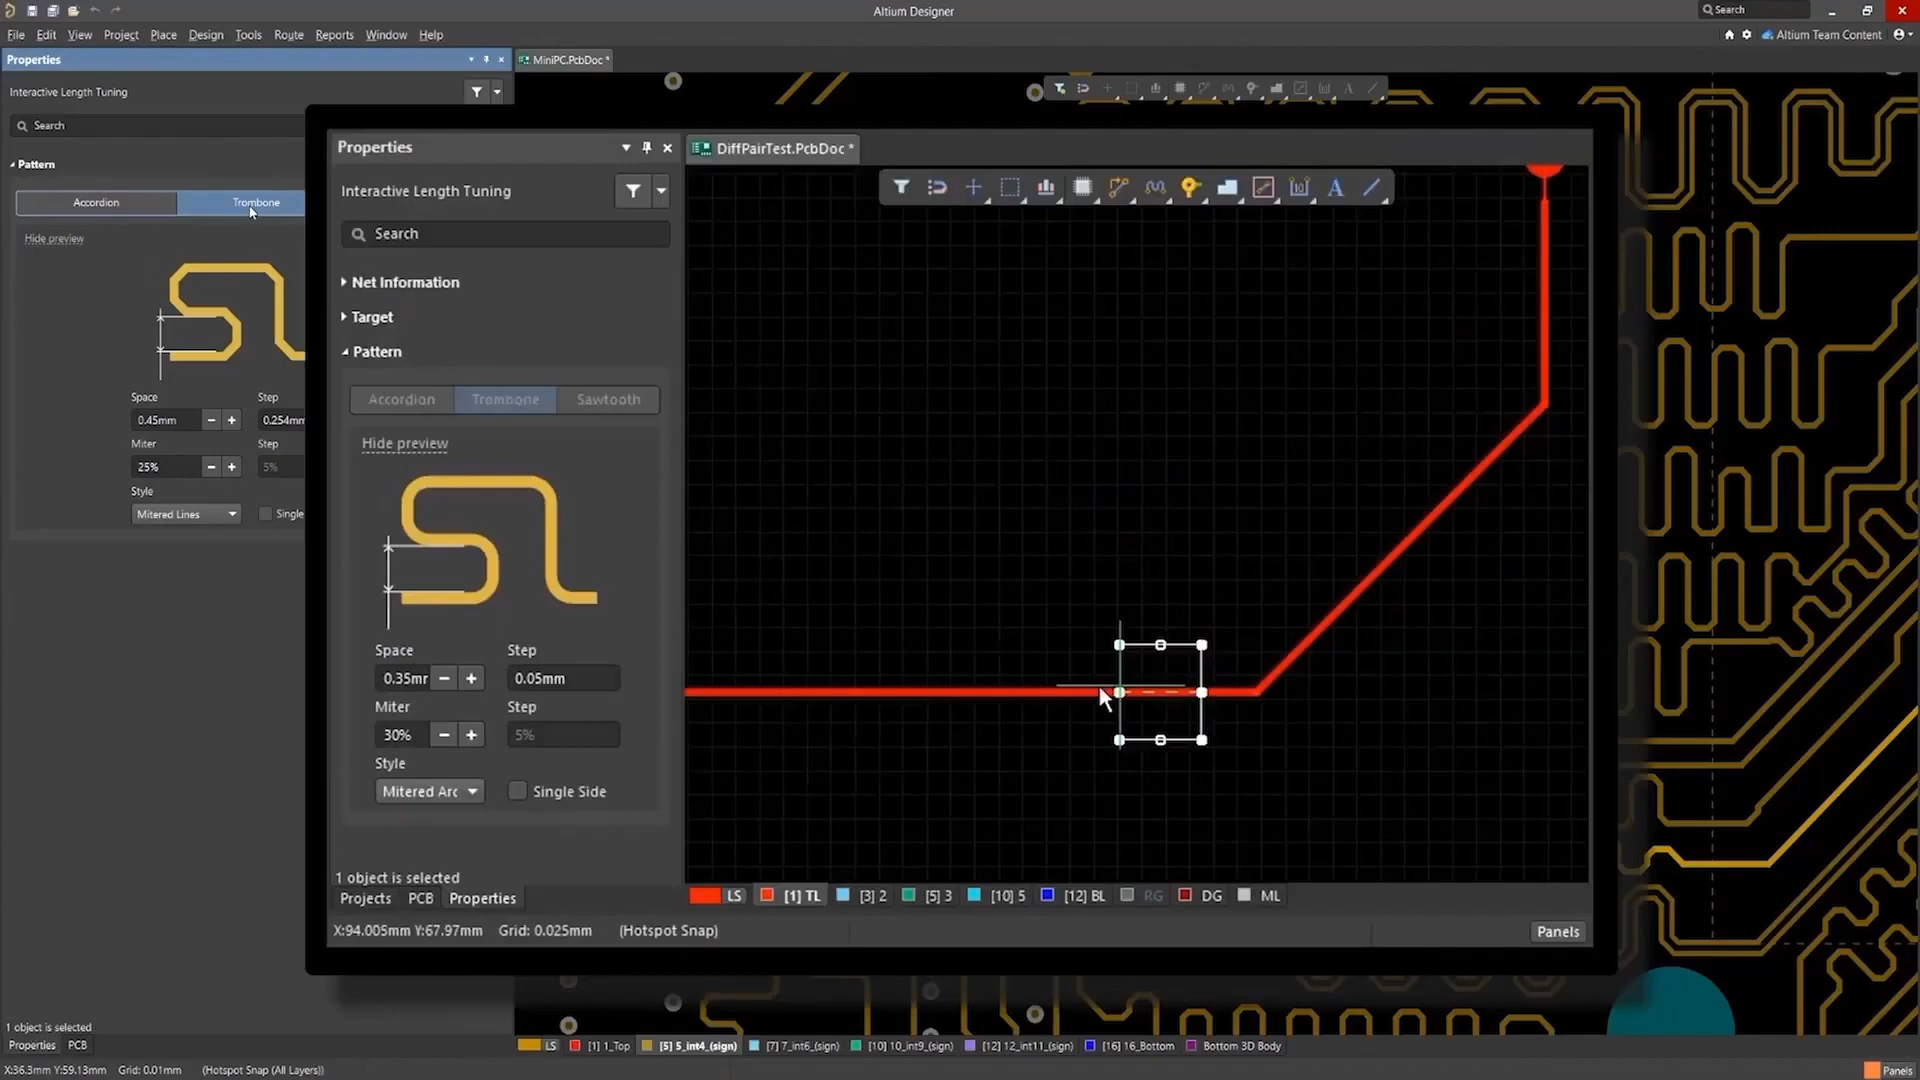 Altium Designer
Search
File Edit View Project Place Design Tools Route Reports Window Help
Altium Team Content
Properties
MiniPC.PcbDoc *
Interactive Length Tuning
Search
Pattern
Accordion Trombone
Hide preview
Space Step
0.45mm 0.254mm
Miter Step
25% 5%
Style
Mitered Lines Single
1 object is selected
Properties PCB
X:36.3mm Y:59.13mm Grid: 0.01mm (Hotspot Snap (All Layers))
Properties
DiffPairTest.PcbDoc *
Interactive Length Tuning
Search
Net Information
Target
Pattern
Accordion Trombone Sawtooth
Hide preview
Space Step
0.35mr 0.05mm
Miter Step
30% 5%
Style
Mitered Arc Single Side
1 object is selected
Projects PCB Properties
LS [1] TL [3] 2 [5] 3 [10] 5 [12] BL RG DG ML
X:94.005mm Y:67.97mm Grid: 0.025mm (Hotspot Snap)
Panels
LS [1] 1_Top [5] 5_int4_(sign) [7] 7_int6_(sign) [10] 10_int9_(sign) [12] 12_int11_(sign) [16] 16_Bottom Bottom 3D Body
Panels